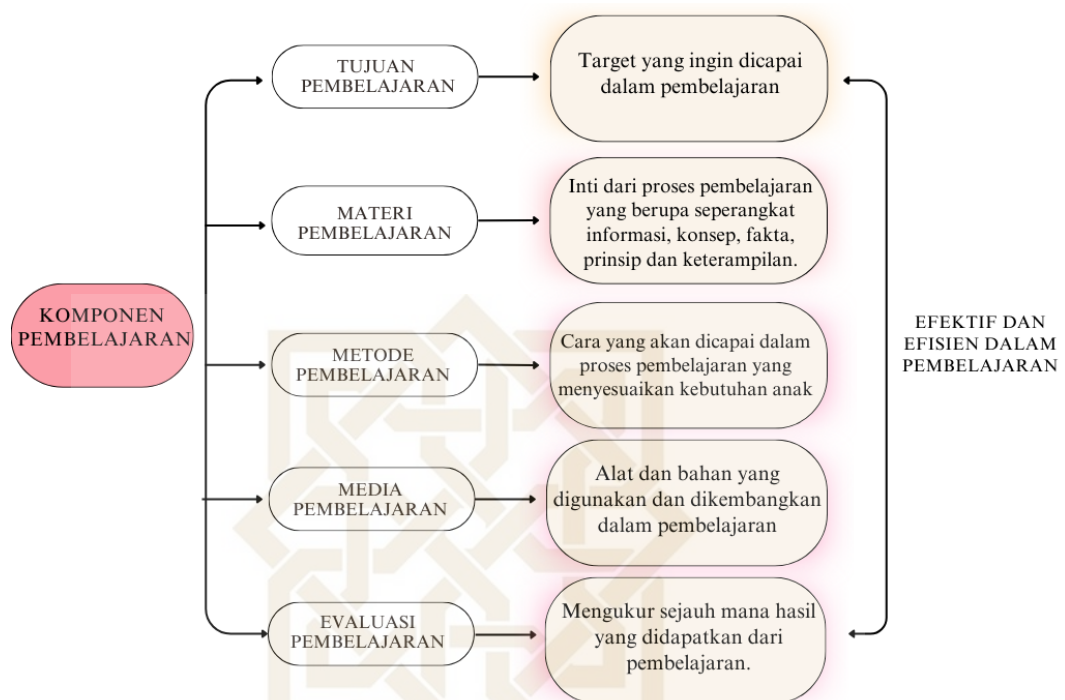 KOMPONEN
PEMBELAJARAN
TUJUAN
PEMBELAJARAN
Target yang ingin dicapai
dalam pembelajaran
MATERI
PEMBELAJARAN
Inti dari proses pembelajaran
yang berupa seperangkat
informasi, konsep, fakta,
prinsip dan keterampilan.
METODE
PEMBELAJARAN
Cara yang akan dicapai dalam
proses pembelajaran yang
menyesuaikan kebutuhan anak
MEDIA
PEMBELAJARAN
Alat dan bahan yang
digunakan dan dikembangkan
dalam pembelajaran
EVALUASI
PEMBELAJARAN
Mengukur sejauh mana hasil
yang didapatkan dari
pembelajaran.
EFEKTIF DAN
EFISIEN DALAM
PEMBELAJARAN